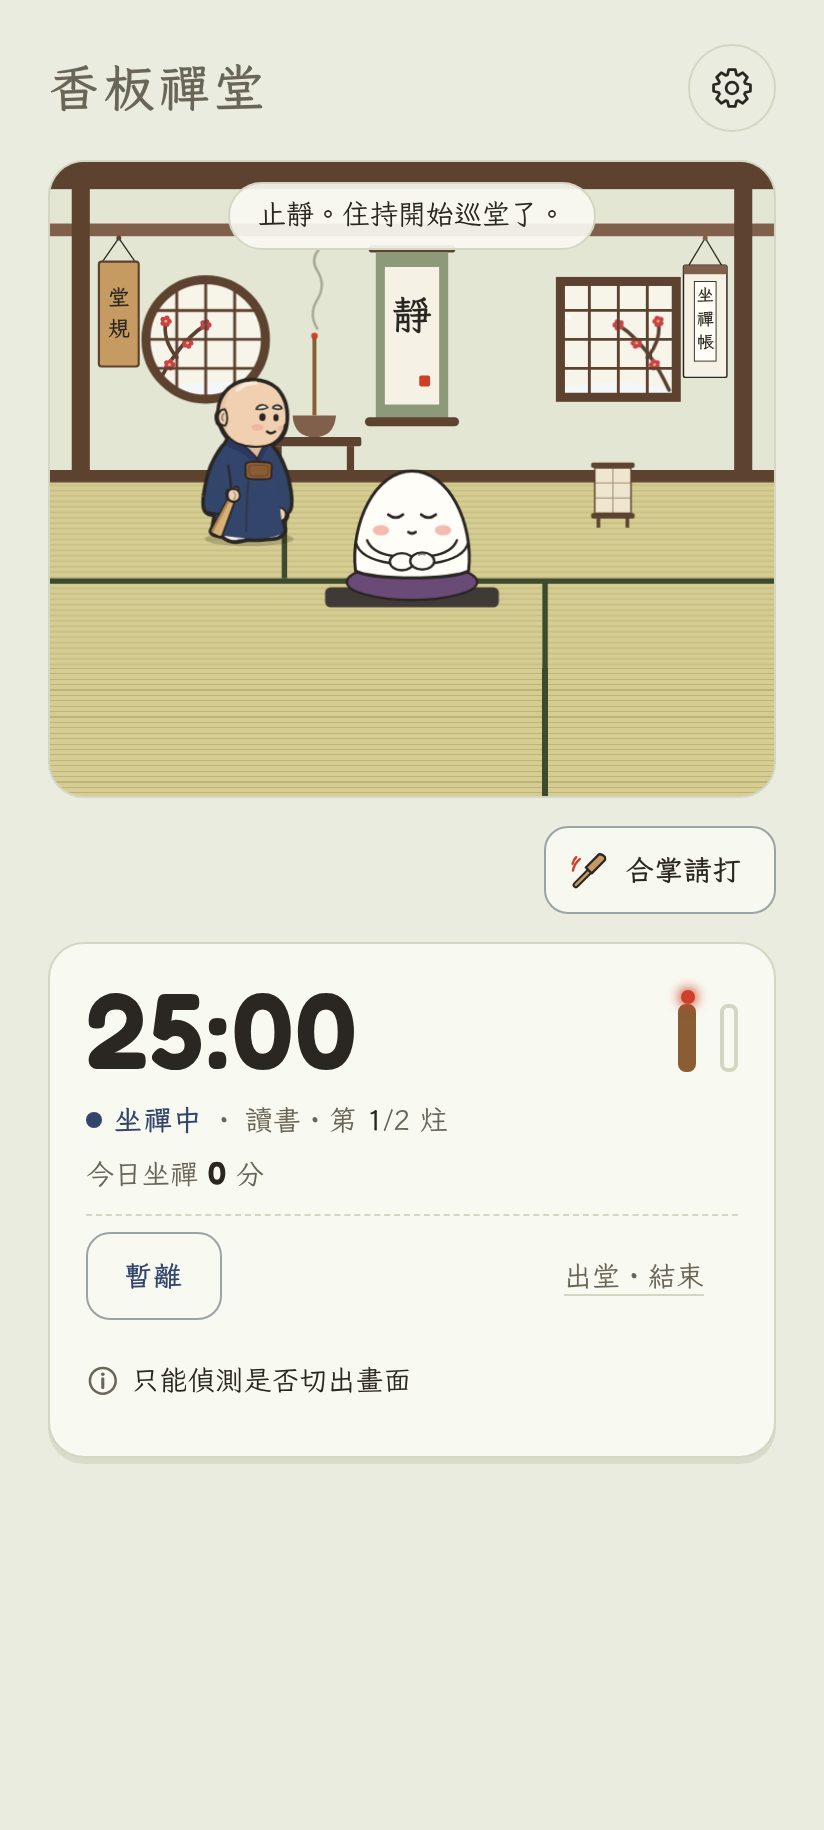 香板禪堂
止靜。住持開始巡堂了。
堂規
靜
坐禪帳
合掌請打
25:00
坐禪中 · 讀書·第 1/2 炷
今日坐禪 0 分
暫離
出堂·結束
只能偵測是否切出畫面